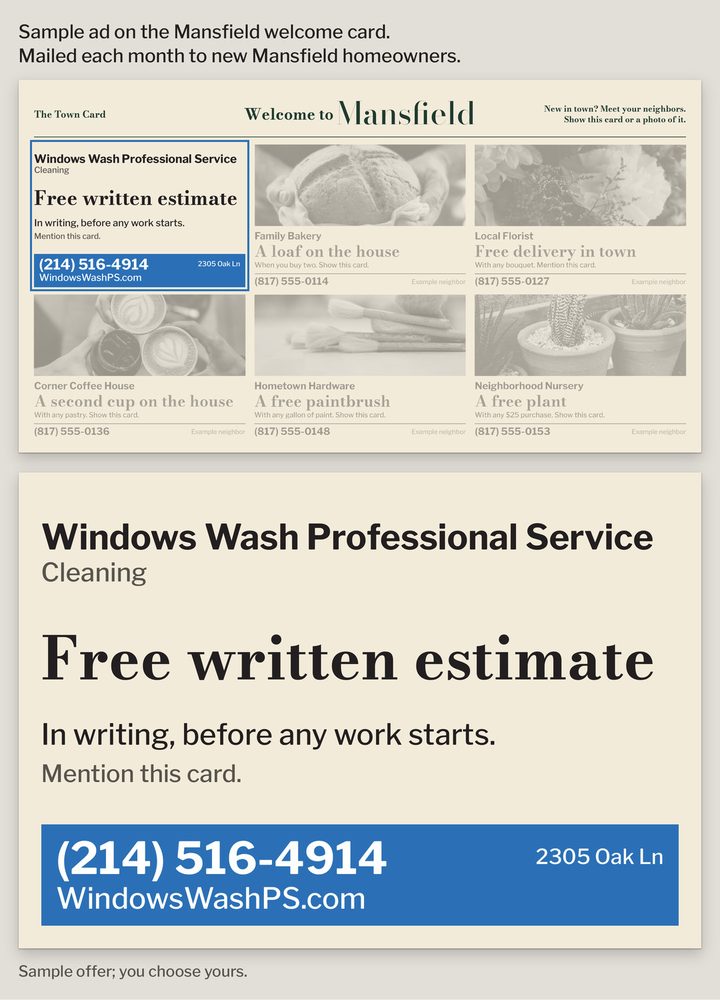 Sample ad on the Mansfield welcome card.
Mailed each month to new Mansfield homeowners.
The Town Card
Welcome to Mansfield
New in town? Meet your neighbors.
Show this card or a photo of it.
Windows Wash Professional Service
Cleaning
Free written estimate
In writing, before any work starts.
Mention this card.
(214) 516-4914
2305 Oak Ln
WindowsWashPS.com
Family Bakery
A loaf on the house
When you buy two. Show this card.
(817) 555-0114
Example neighbor
Local Florist
Free delivery in town
With any bouquet. Mention this card.
(817) 555-0127
Example neighbor
Corner Coffee House
A second cup on the house
With any pastry. Show this card.
(817) 555-0136
Example neighbor
Hometown Hardware
A free paintbrush
With any gallon of paint. Show this card.
(817) 555-0148
Example neighbor
Neighborhood Nursery
A free plant
With any $25 purchase. Show this card.
(817) 555-0153
Example neighbor
Windows Wash Professional Service
Cleaning
Free written estimate
In writing, before any work starts.
Mention this card.
(214) 516-4914
2305 Oak Ln
WindowsWashPS.com
Sample offer; you choose yours.